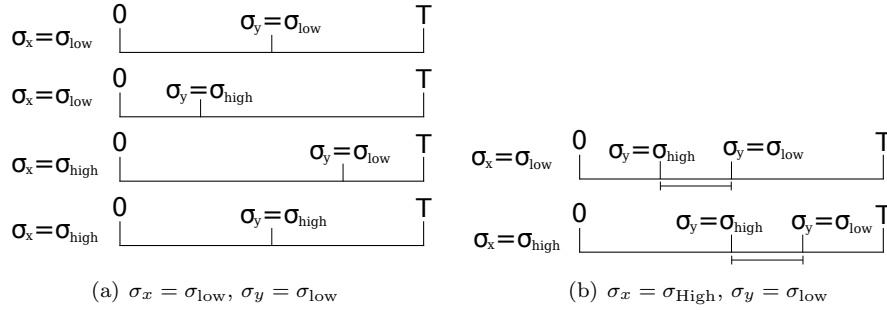 0 σy=σlow T
σx=σlow
0 σy=σhigh T
σx=σlow
0 σy=σlow T
σx=σhigh
0 σy=σhigh T
σx=σhigh
(a) σx = σlow, σy = σlow
0 σy=σhigh σy=σlow T
σx=σlow
0 σy=σhigh σy=σlow T
σx=σhigh
(b) σx = σHigh, σy = σlow